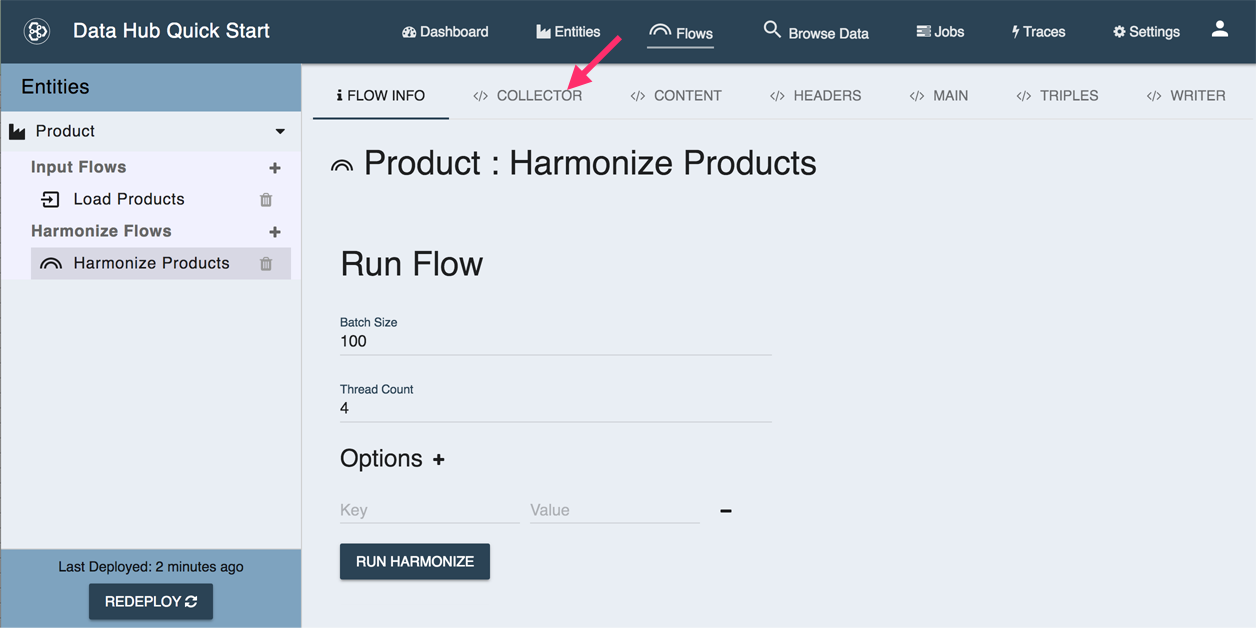 Data Hub Quick Start
Dashboard
Entities
Flows
Browse Data
Jobs
Traces
Settings
Entities
Product
Input Flows +
Load Products
Harmonize Flows +
Harmonize Products
Last Deployed: 2 minutes ago
REDEPLOY
i FLOW INFO
</> COLLECTOR
</> CONTENT
</> HEADERS
</> MAIN
</> TRIPLES
</> WRITER
Product : Harmonize Products
Run Flow
Batch Size
100
Thread Count
4
Options +
Key Value
RUN HARMONIZE